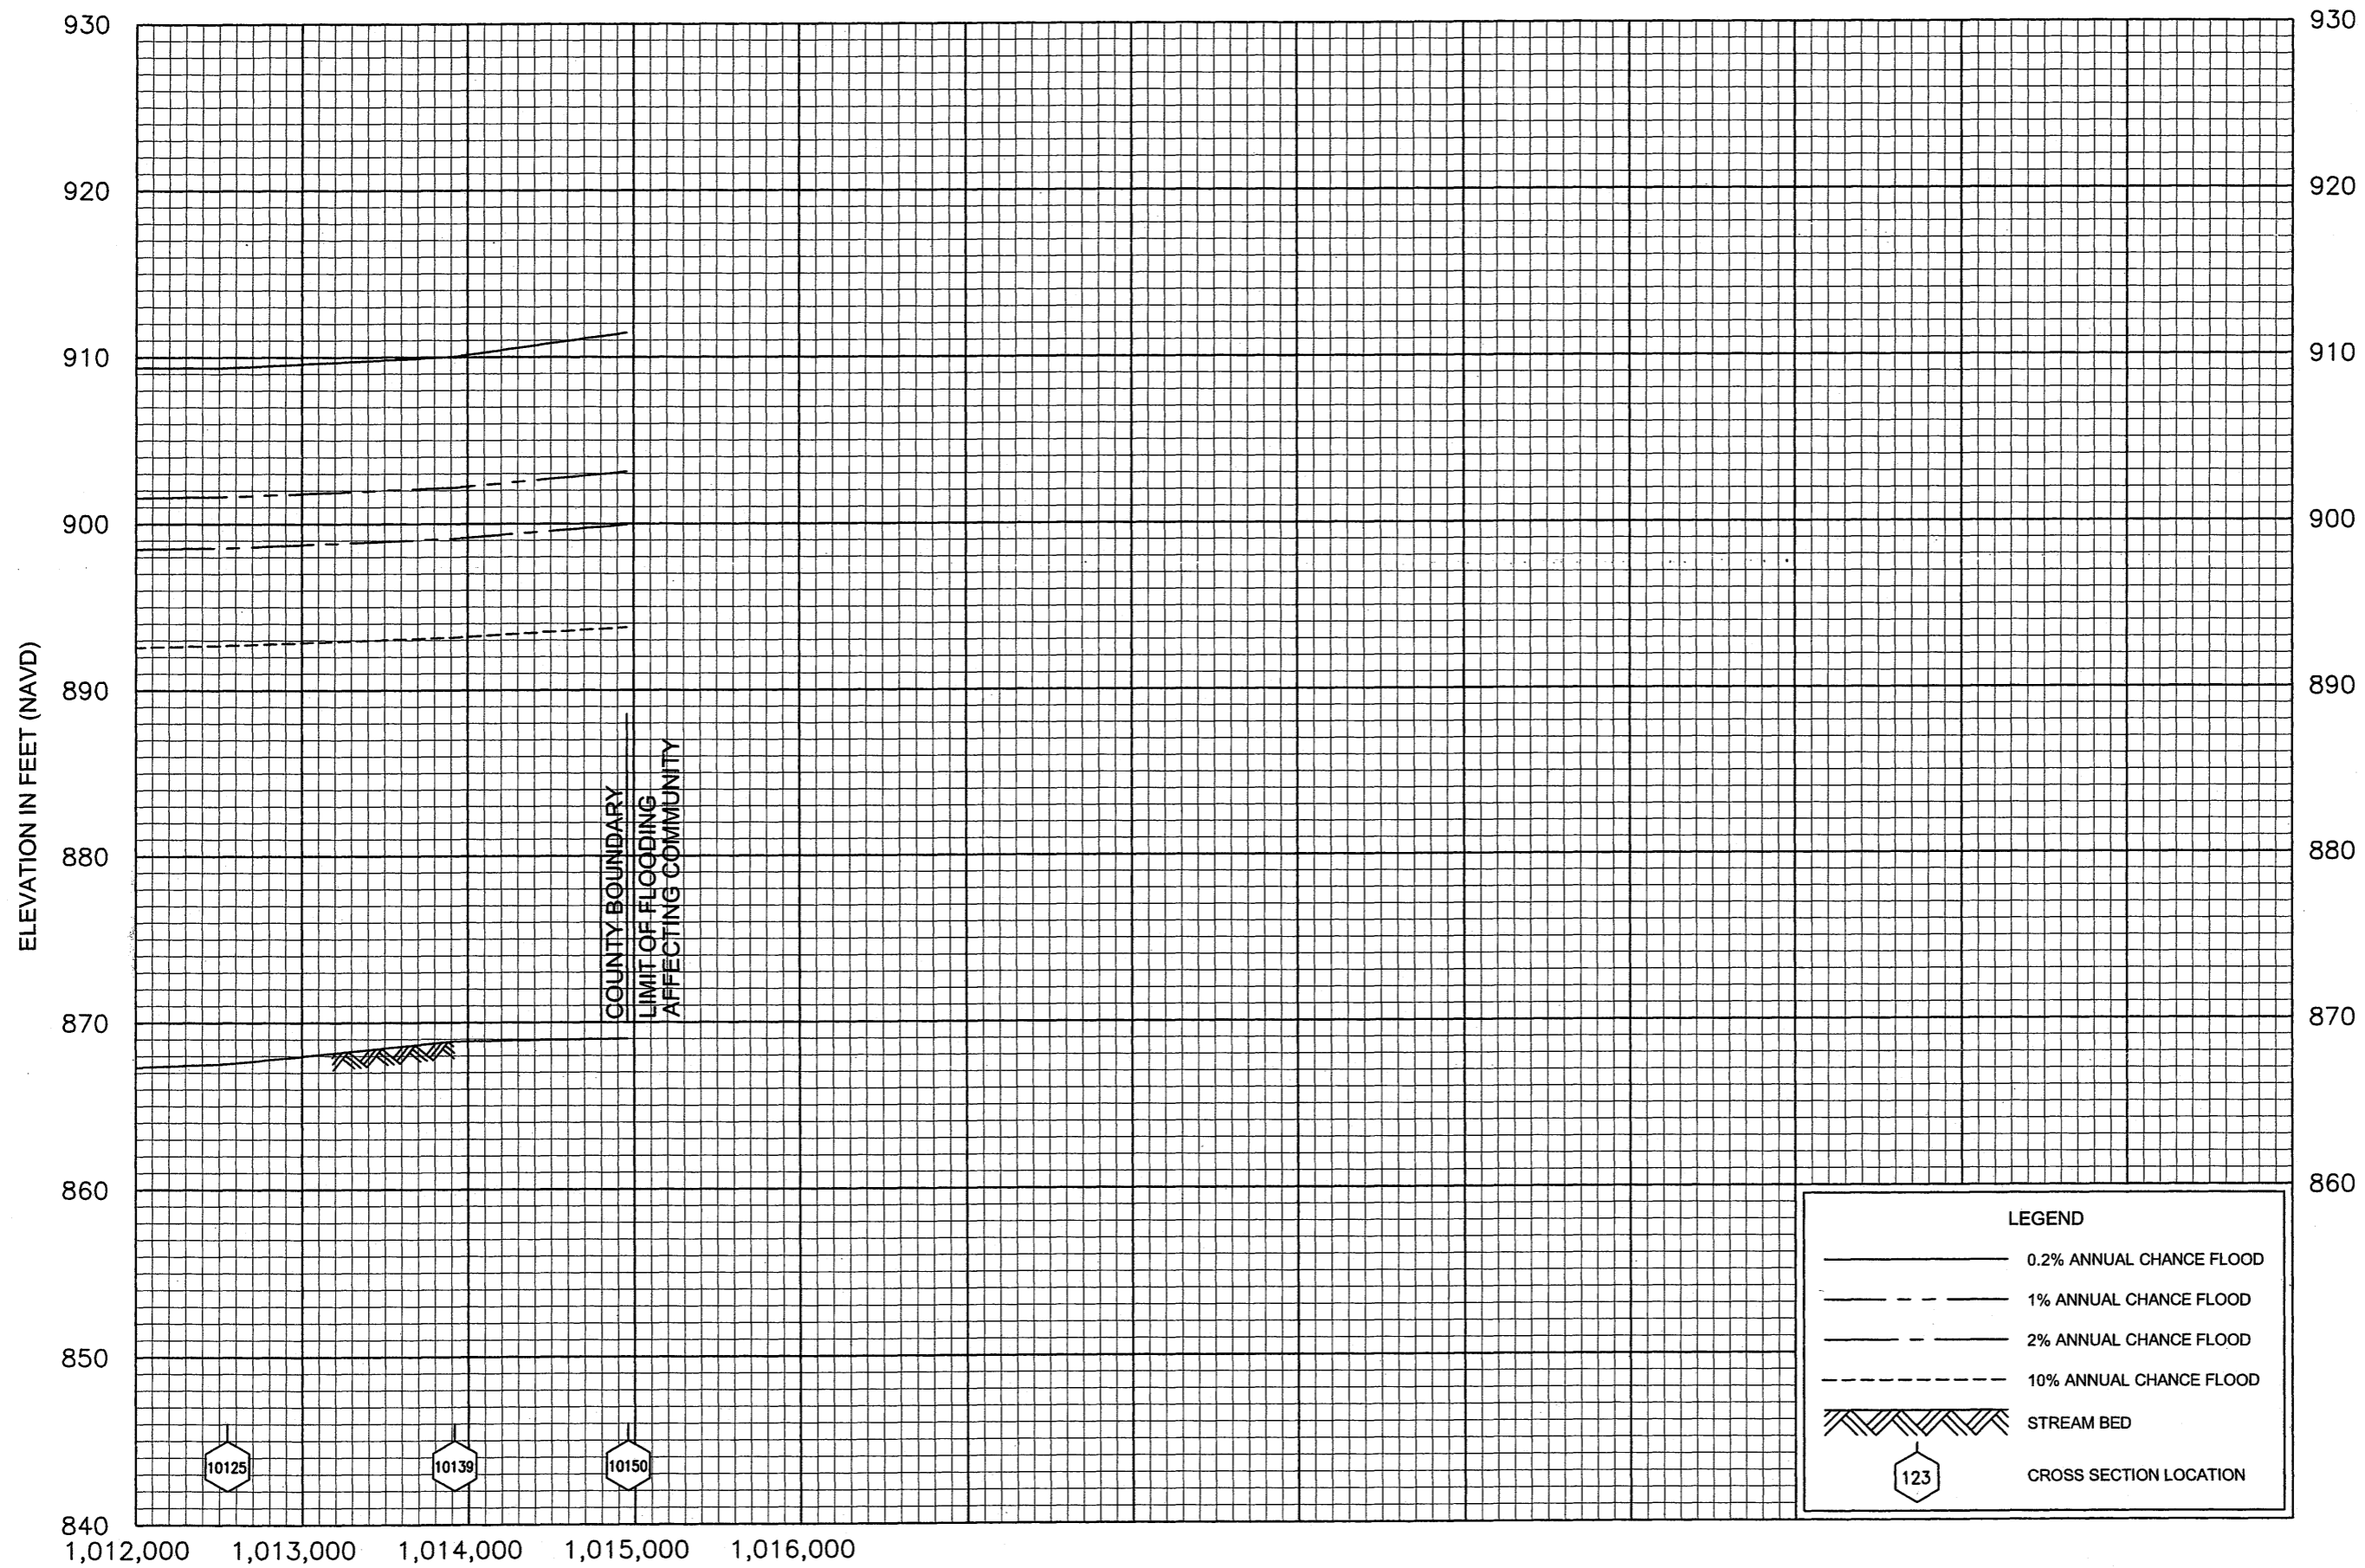 930
920
910
900
890
880
870
860
850
840
ELEVATION IN FEET (NAVD)
930
920
910
900
890
880
870
860
COUNTY BOUNDARY
LIMIT OF FLOODING
AFFECTING COMMUNITY
10125
10139
10150
1,012,000
1,013,000
1,014,000
1,015,000
1,016,000
LEGEND
0.2% ANNUAL CHANCE FLOOD
1% ANNUAL CHANCE FLOOD
2% ANNUAL CHANCE FLOOD
10% ANNUAL CHANCE FLOOD
STREAM BED
123
CROSS SECTION LOCATION